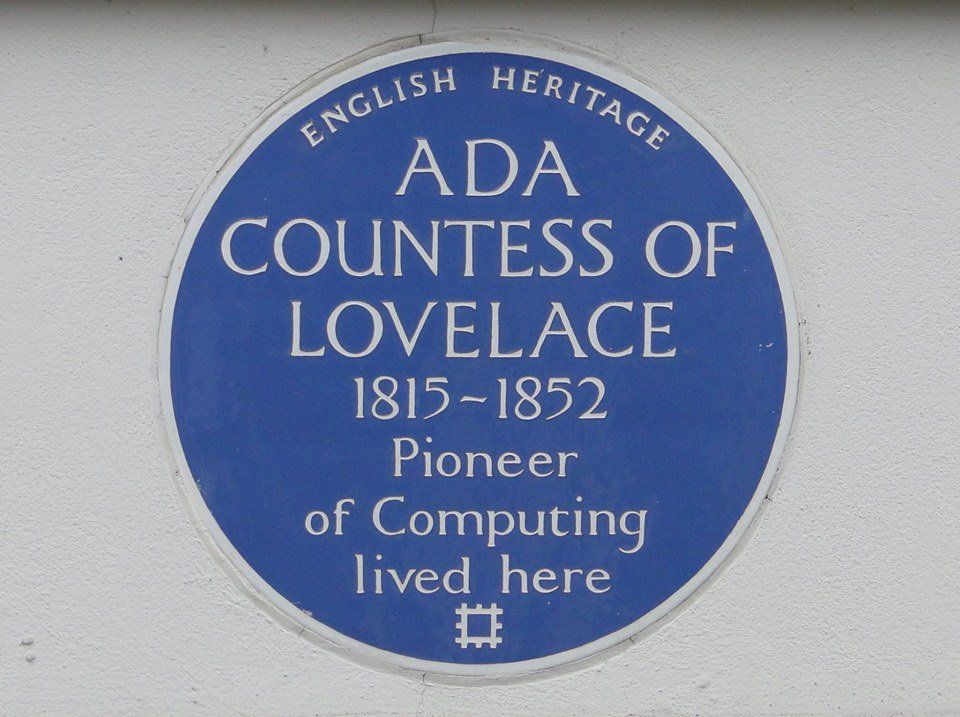 ENGLISH HERITAGE
ADA
COUNTESS OF
LOVELACE
1815~1852
Pioneer
of Computing
lived here